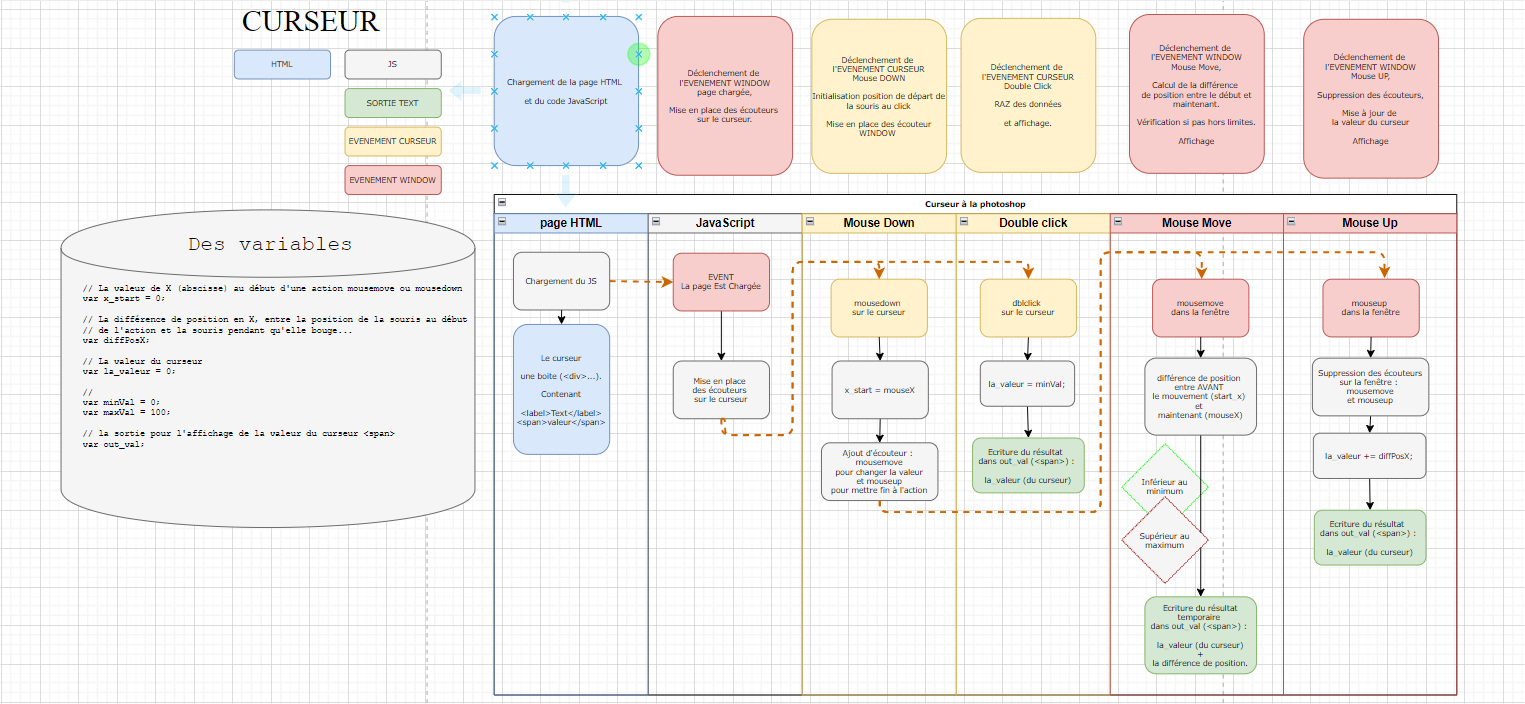 CURSEUR
HTML
JS
SORTIE TEXT
EVENEMENT CURSEUR
EVENEMENT WINDOW
Chargement de la page HTML
et du code JavaScript
Déclenchement de
l'EVENEMENT WINDOW
page chargée,
Mise en place des écouteurs
sur le curseur.
Déclenchement de
l'EVENEMENT CURSEUR
Mouse DOWN
Initialisation position de départ de
la souris au click
Mise en place des écouteur
WINDOW
Déclenchement de
l'EVENEMENT CURSEUR
Double Click
RAZ des données
et affichage.
Déclenchement de
l'EVENEMENT WINDOW
Mouse Move,
Calcul de la différence
de position entre le début et
maintenant.
Vérification si pas hors limites.
Affichage
Déclenchement de
l'EVENEMENT WINDOW
Mouse UP,
Suppression des écouteurs,
Mise à jour de
la valeur du curseur
Affichage
Des variables
// La valeur de X (abscisse) au début d'une action mousemove ou mousedown
var x_start = 0;
// La différence de position en X, entre la position de la souris au début
// de l'action et la souris pendant qu'elle bouge...
var diffPosX;
// La valeur du curseur
var la_valeur = 0;
//
var minVal = 0;
var maxVal = 100;
// la sortie pour l'affichage de la valeur du curseur <span>
var out_val;
Curseur à la photoshop
page HTML
JavaScript
Mouse Down
Double click
Mouse Move
Mouse Up
Chargement du JS
Le curseur
une boite (<div>...).
Contenant
<label>Text</label>
<span>valeur</span>
EVENT
La page Est Chargée
Mise en place
des écouteurs
sur le curseur
mousedown
sur le curseur
x_start = mouseX
Ajout d'écouteur :
mousemove
pour changer la valeur
et mouseup
pour mettre fin à l'action
dblclick
sur le curseur
la_valeur = minVal;
Ecriture du résultat
dans out_val (<span>) :
la_valeur (du curseur)
mousemove
dans la fenêtre
différence de position
entre AVANT
le mouvement (start_x)
et
maintenant (mouseX)
Inférieur au
minimum
Supérieur au
maximum
Ecriture du résultat
temporaire
dans out_val (<span>) :
la_valeur (du curseur)
+
la différence de position.
mouseup
dans la fenêtre
Suppression des écouteurs
sur la fenêtre :
mousemove
et mouseup
la_valeur += diffPosX;
Ecriture du résultat
dans out_val (<span>) :
la_valeur (du curseur)